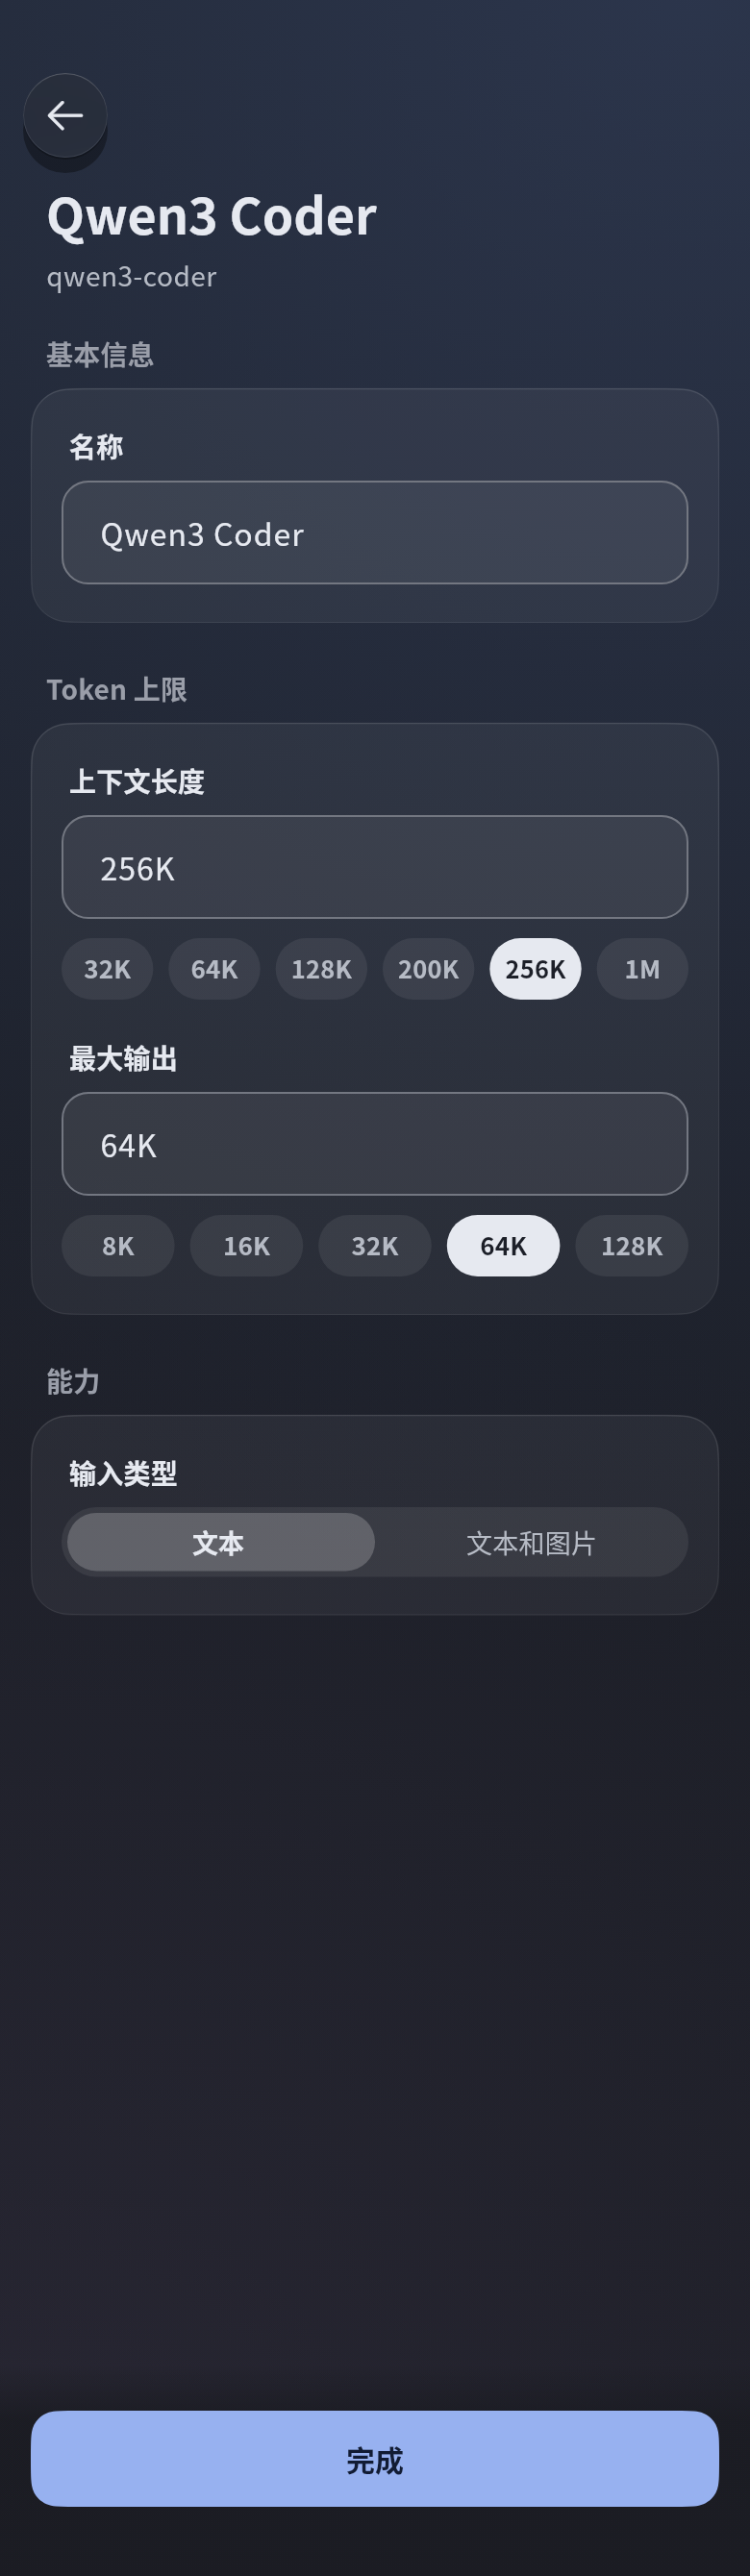 Qwen3 Coder
qwen3-coder
基本信息
名称
Qwen3 Coder
Token 上限
上下文长度
256K
32K 64K 128K 200K 256K 1M
最大输出
64K
8K 16K 32K 64K 128K
能力
输入类型
文本 文本和图片
完成